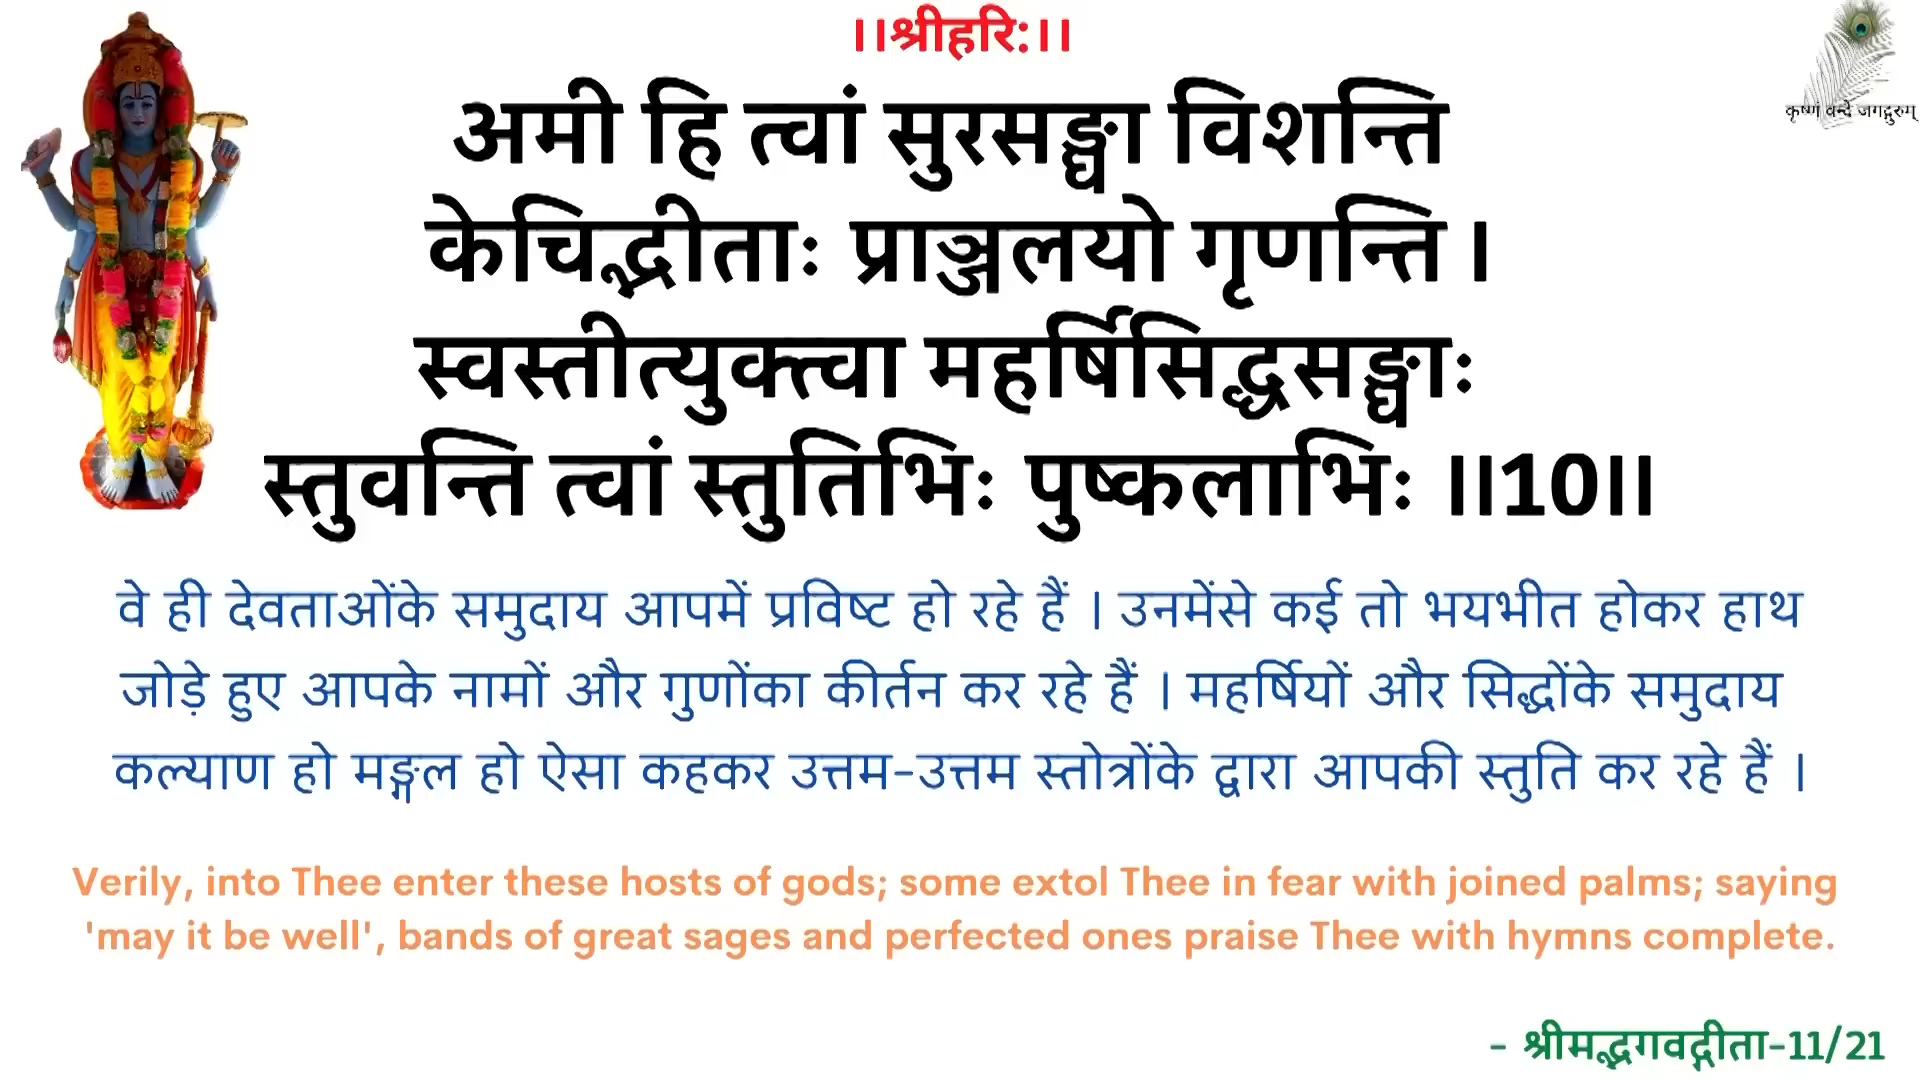 ।।श्रीहरि:।।
कृष्णं वन्दे जगद्गुरुम्
अमी हि त्वां सुरसङ्घा विशन्ति
केचिद्भीताः प्राञ्जलयो गृणन्ति ।
स्वस्तीत्युक्त्वा महर्षिसिद्धसङ्घाः
स्तुवन्ति त्वां स्तुतिभिः पुष्कलाभिः ।।10।।
वे ही देवताओंके समुदाय आपमें प्रविष्ट हो रहे हैं । उनमेंसे कई तो भयभीत होकर हाथ
जोड़े हुए आपके नामों और गुणोंका कीर्तन कर रहे हैं । महर्षियों और सिद्धोंके समुदाय
कल्याण हो मङ्गल हो ऐसा कहकर उत्तम-उत्तम स्तोत्रोंके द्वारा आपकी स्तुति कर रहे हैं ।
Verily, into Thee enter these hosts of gods; some extol Thee in fear with joined palms; saying
'may it be well', bands of great sages and perfected ones praise Thee with hymns complete.
- श्रीमद्भगवद्गीता-11/21